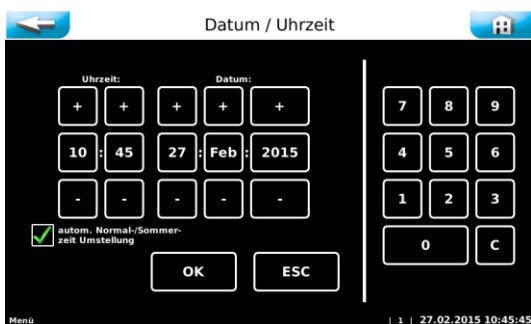 Datum / Uhrzeit
Uhrzeit: Datum:
+ + + + +
10 : 45 27 : Feb : 2015
- - - - -
autom. Normal-/Sommer-
zeit Umstellung
OK ESC
7 8 9
4 5 6
1 2 3
0 C
Menü | 1 | 27.02.2015 10:45:45